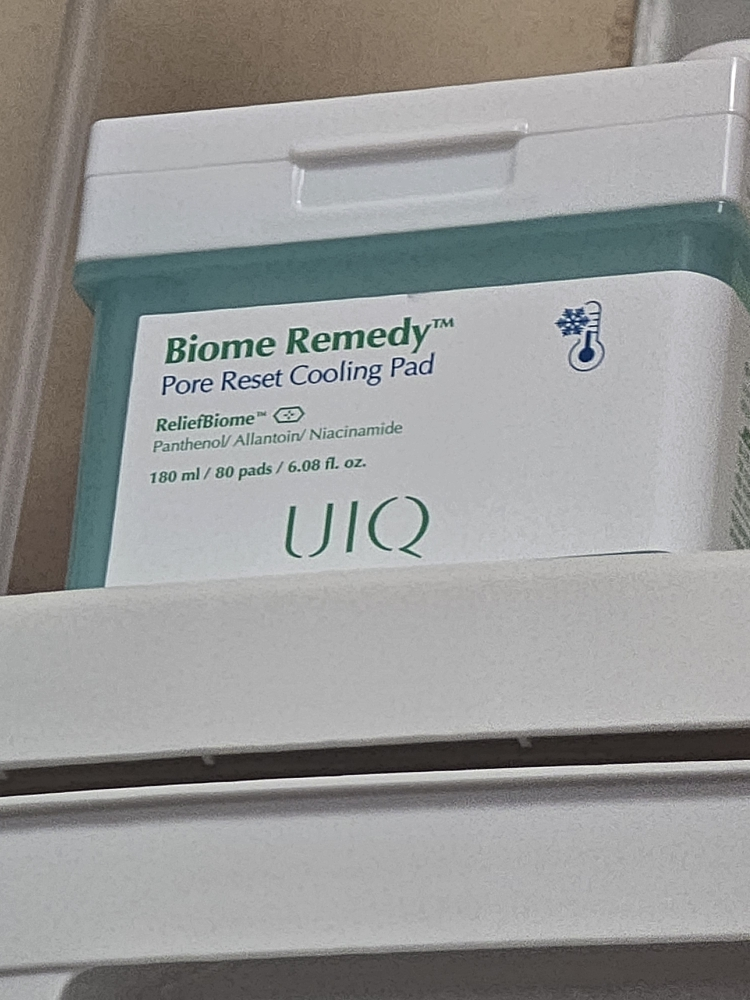 Biome Remedy™
Pore Reset Cooling Pad
ReliefBiome™
Panthenol/ Allantoin/ Niacinamide
180 ml / 80 pads / 6.08 fl. oz.
UIQ